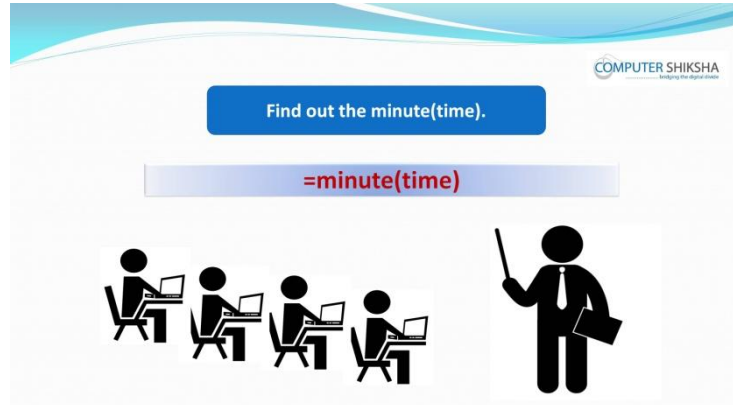 COMPUTER SHIKSHA
bridging the digital divide
Find out the minute(time).
=minute(time)